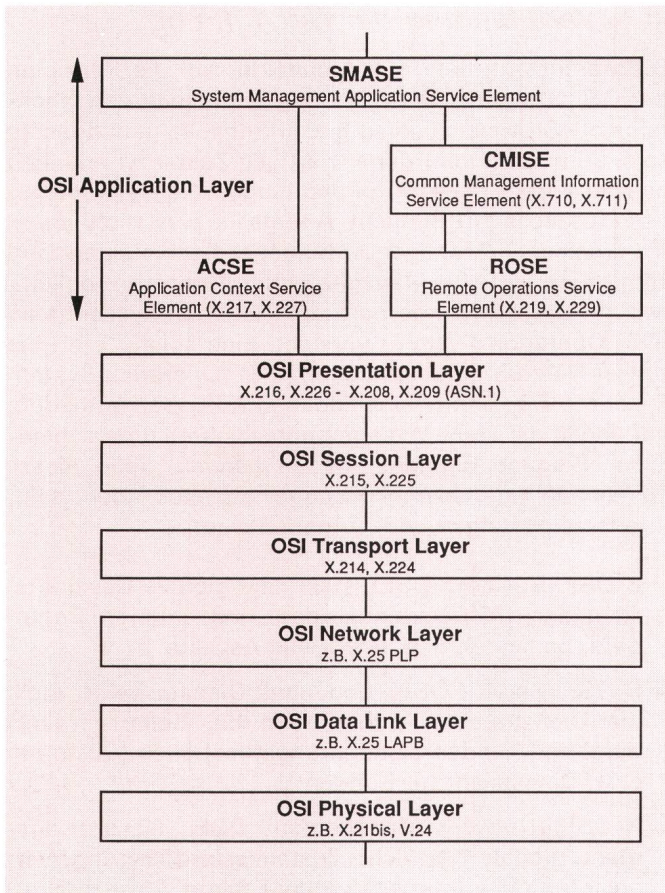 SMASE
System Management Application Service Element
CMISE
Common Management Information
Service Element (X.710, X.711)
OSI Application Layer
ACSE
Application Context Service
Element (X.217, X.227)
ROSE
Remote Operations Service
Element (X.219, X.229)
OSI Presentation Layer
X.216, X.226 - X.208, X.209 (ASN.1)
OSI Session Layer
X.215, X.225
OSI Transport Layer
X.214, X.224
OSI Network Layer
z.B. X.25 PLP
OSI Data Link Layer
z.B. X.25 LAPB
OSI Physical Layer
z.B. X.21bis, V.24